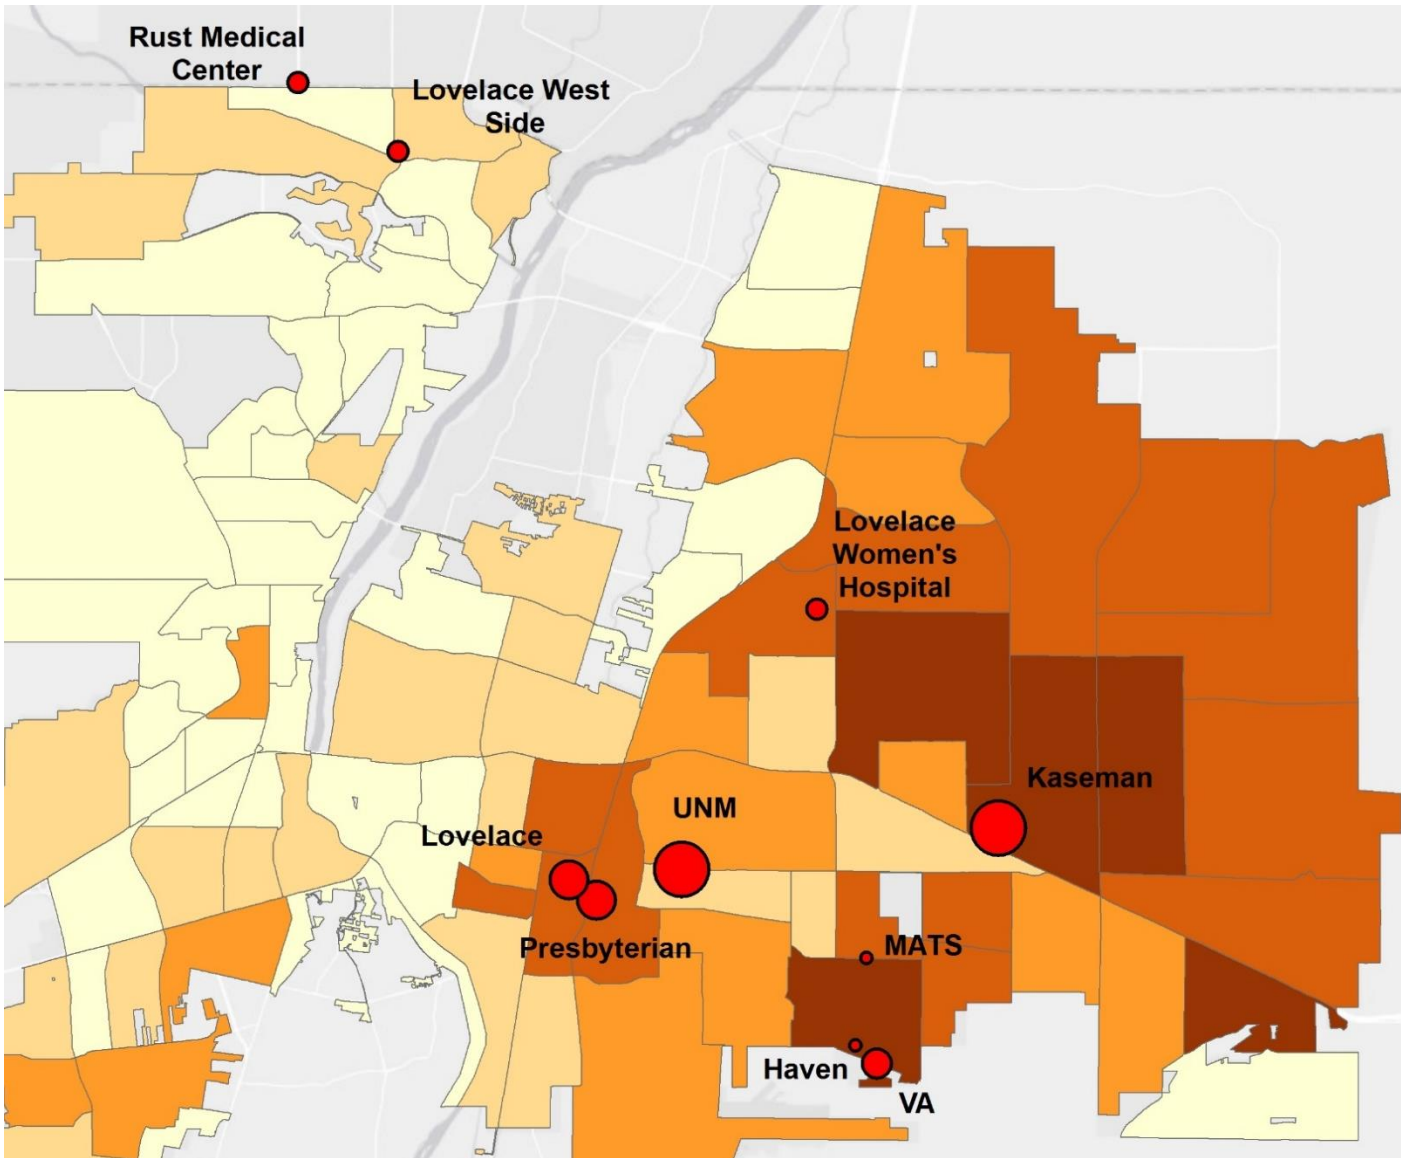 Rust Medical
Center
Lovelace West
Side
Lovelace
Women's
Hospital
Kaseman
UNM
Lovelace
Presbyterian
MATS
Haven
VA